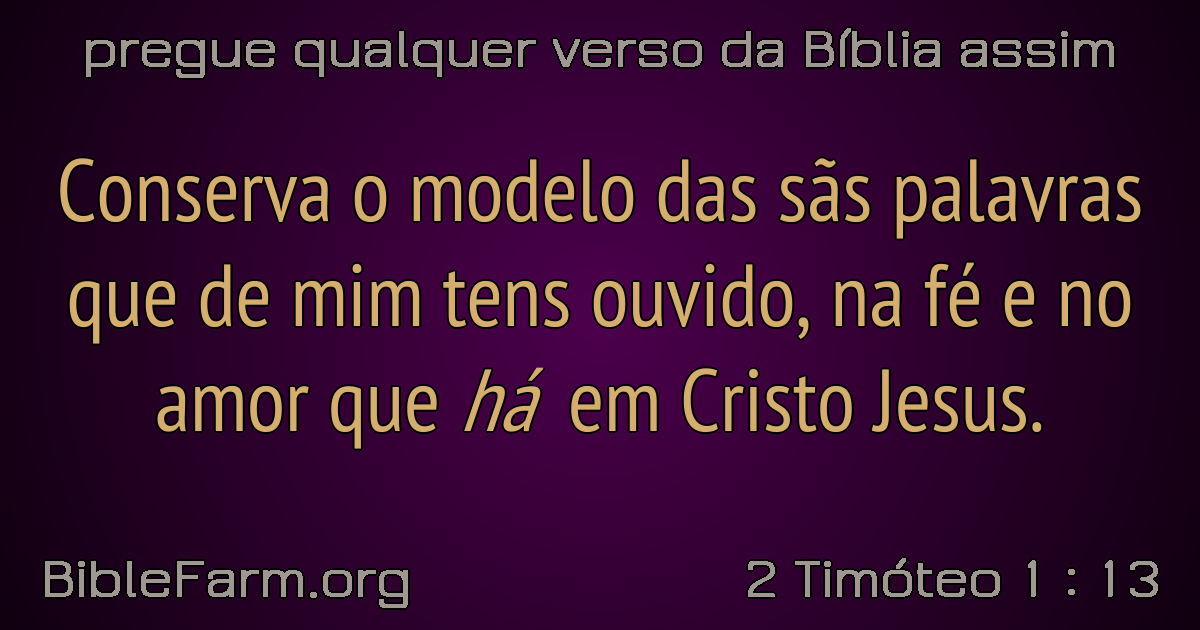 pregue qualquer verso da Bíblia assim
Conserva o modelo das sãs palavras
que de mim tens ouvido, na fé e no
amor que há em Cristo Jesus.
BibleFarm.org
2 Timóteo 1 : 13